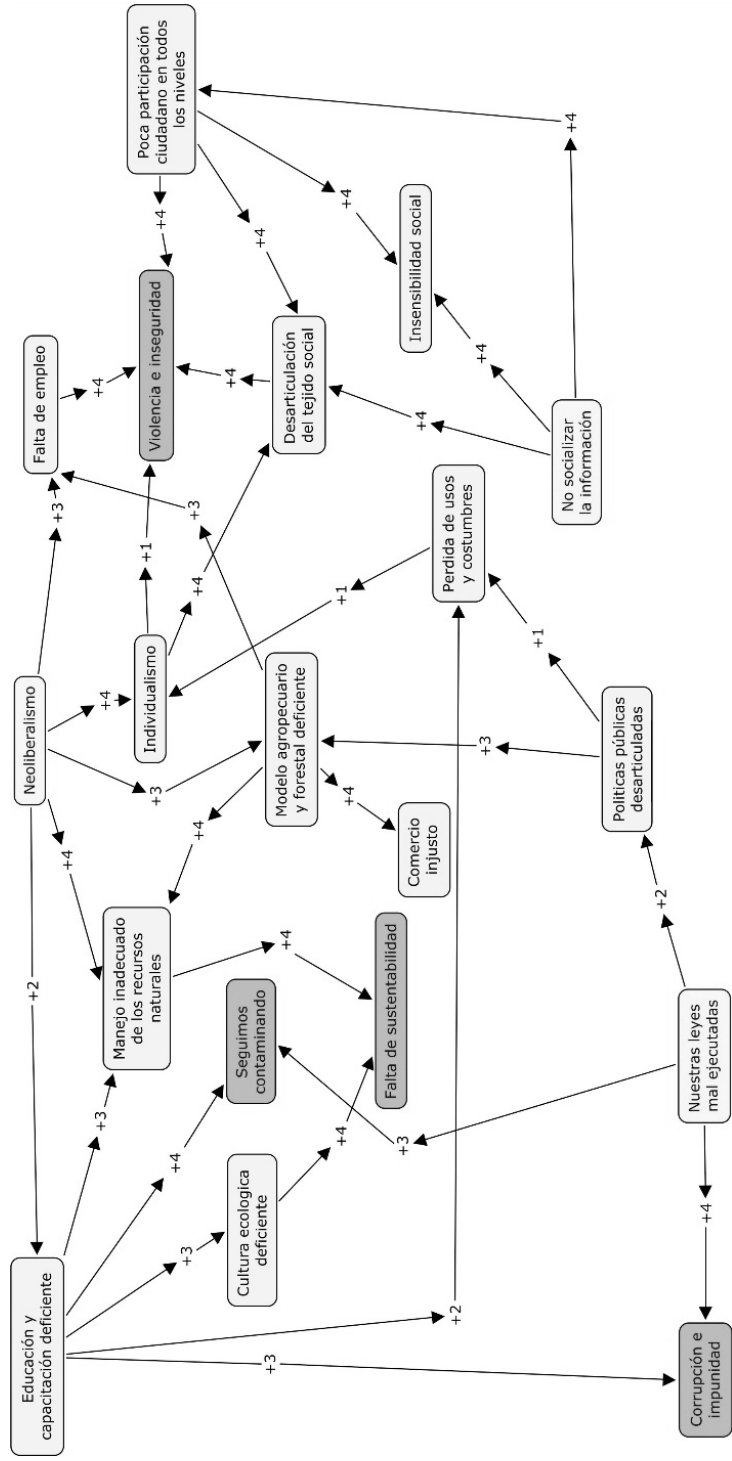 Educación y
capacitación deficiente
+2
Neoliberalismo
Falta de empleo
+3
+4
+3
+4
+4
Manejo inadecuado
de los recursos
naturales
Individualismo
+1
Violencia e inseguridad
+4
Poca participación
ciudadano en todos
los niveles
+3
+4
+3
+4
+4
+3
+4
Cultura ecologica
deficiente
Seguimos
contaminando
Modelo agropecuario
y forestal deficiente
Desarticulación
del tejido social
+4
+3
+4
+4
+4
+1
+4
Falta de sustentabilidad
Comercio
injusto
Insensibilidad social
+3
+4
+2
Perdida de usos
y costumbres
+3
+4
+1
No socializar
la información
+4
Politicas públicas
desarticuladas
+2
Corrupción e
impunidad
+4
Nuestras leyes
mal ejecutadas